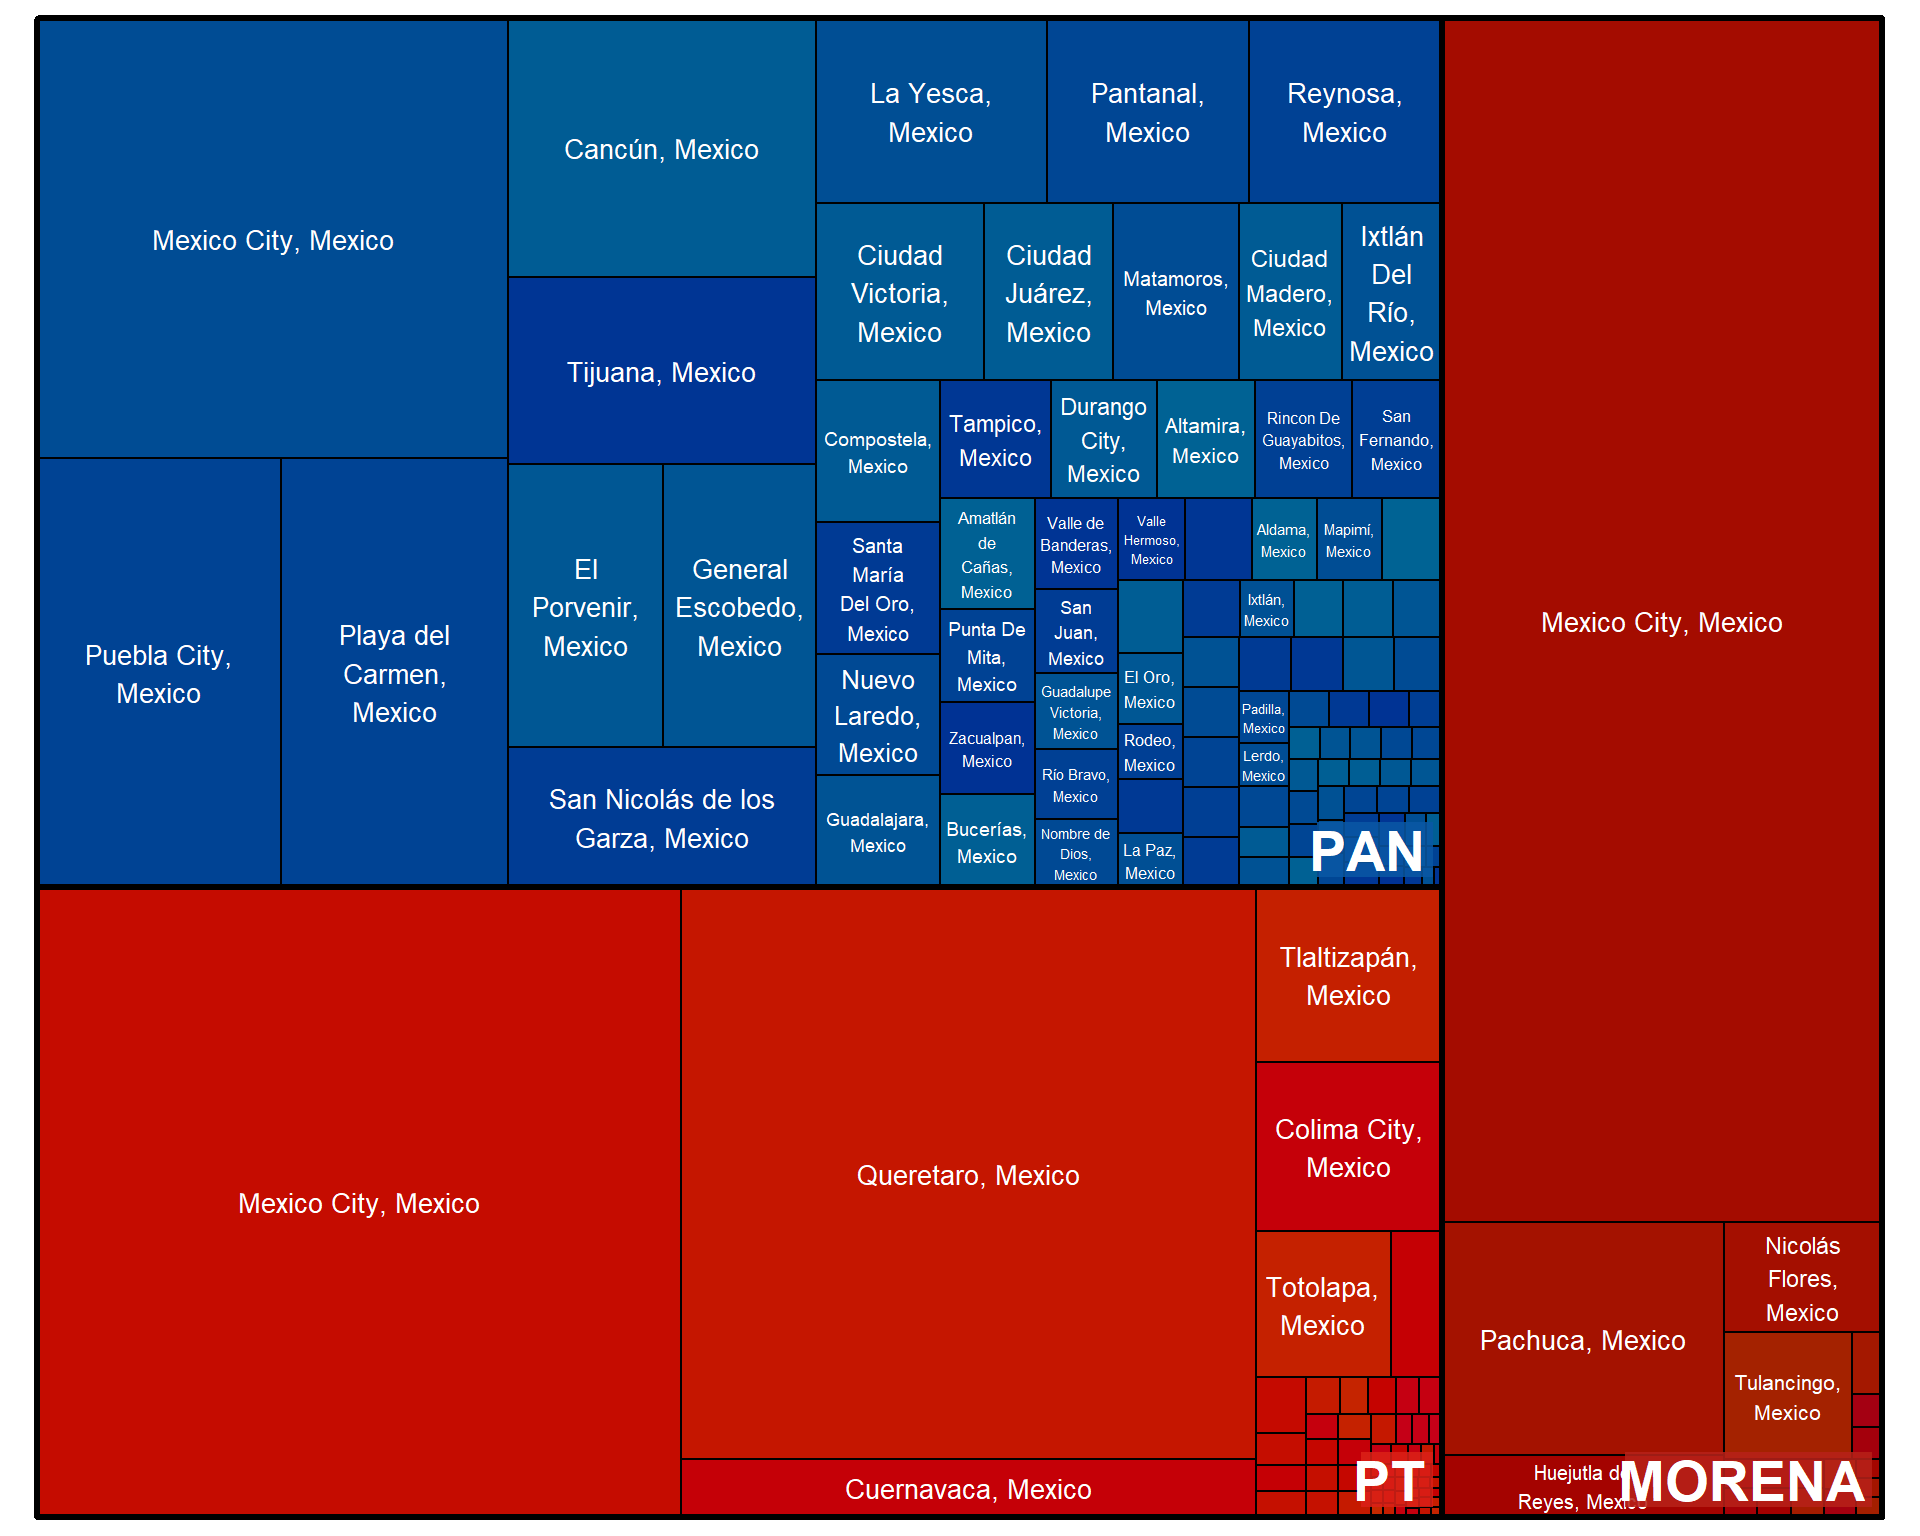 Mexico City, Mexico
Cancún, Mexico
La Yesca,
Mexico
Pantanal,
Mexico
Reynosa,
Mexico
Tijuana, Mexico
Ciudad
Victoria,
Mexico
Ciudad
Juárez,
Mexico
Matamoros,
Mexico
Ciudad
Madero,
Mexico
Ixtlán
Del
Río,
Mexico
Compostela,
Mexico
Tampico,
Mexico
Durango
City,
Mexico
Altamira,
Mexico
Rincon De
Guayabitos,
Mexico
San
Fernando,
Mexico
Puebla City,
Mexico
Playa del
Carmen,
Mexico
El
Porvenir,
Mexico
General
Escobedo,
Mexico
San Nicolás de los
Garza, Mexico
Santa
María
Del Oro,
Mexico
Nuevo
Laredo,
Mexico
Guadalajara,
Mexico
Amatlán
de
Cañas,
Mexico
Punta De
Mita,
Mexico
Zacualpan,
Mexico
Bucerías,
Mexico
Valle de
Banderas,
Mexico
San
Juan,
Mexico
Guadalupe
Victoria,
Mexico
Río Bravo,
Mexico
Nombre de
Dios,
Mexico
Valle
Hermoso,
Mexico
El Oro,
Mexico
Rodeo,
Mexico
La Paz,
Mexico
Aldama,
Mexico
Mapimí,
Mexico
Ixtlán,
Mexico
Padilla,
Mexico
Lerdo,
Mexico
PAN
Mexico City, Mexico
Queretaro, Mexico
Cuernavaca, Mexico
Tlaltizapán,
Mexico
Colima City,
Mexico
Totolapa,
Mexico
PT
Mexico City, Mexico
Pachuca, Mexico
Nicolás
Flores,
Mexico
Tulancingo,
Mexico
Huejutla de
Reyes, Mexico
MORENA